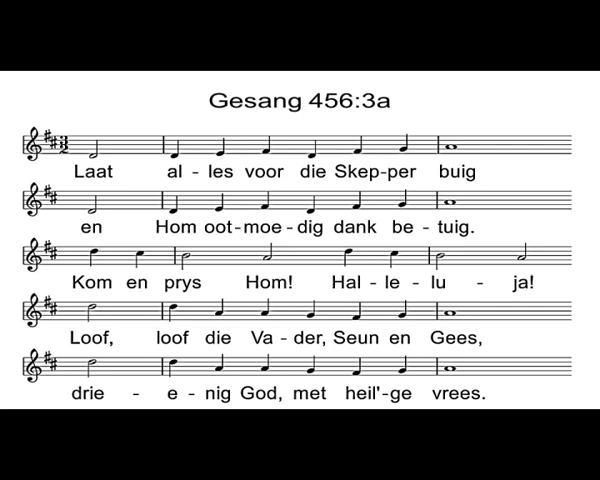 Gesang 456:3a
Laat al - les voor die Skep-per buig
en Hom oot-moe-dig dank be - tuig.
Kom en prys Hom! Hal - le - lu - ja!
Loof, loof die Va - der, Seun en Gees,
drie - e - nig God, met heil'-ge vrees.